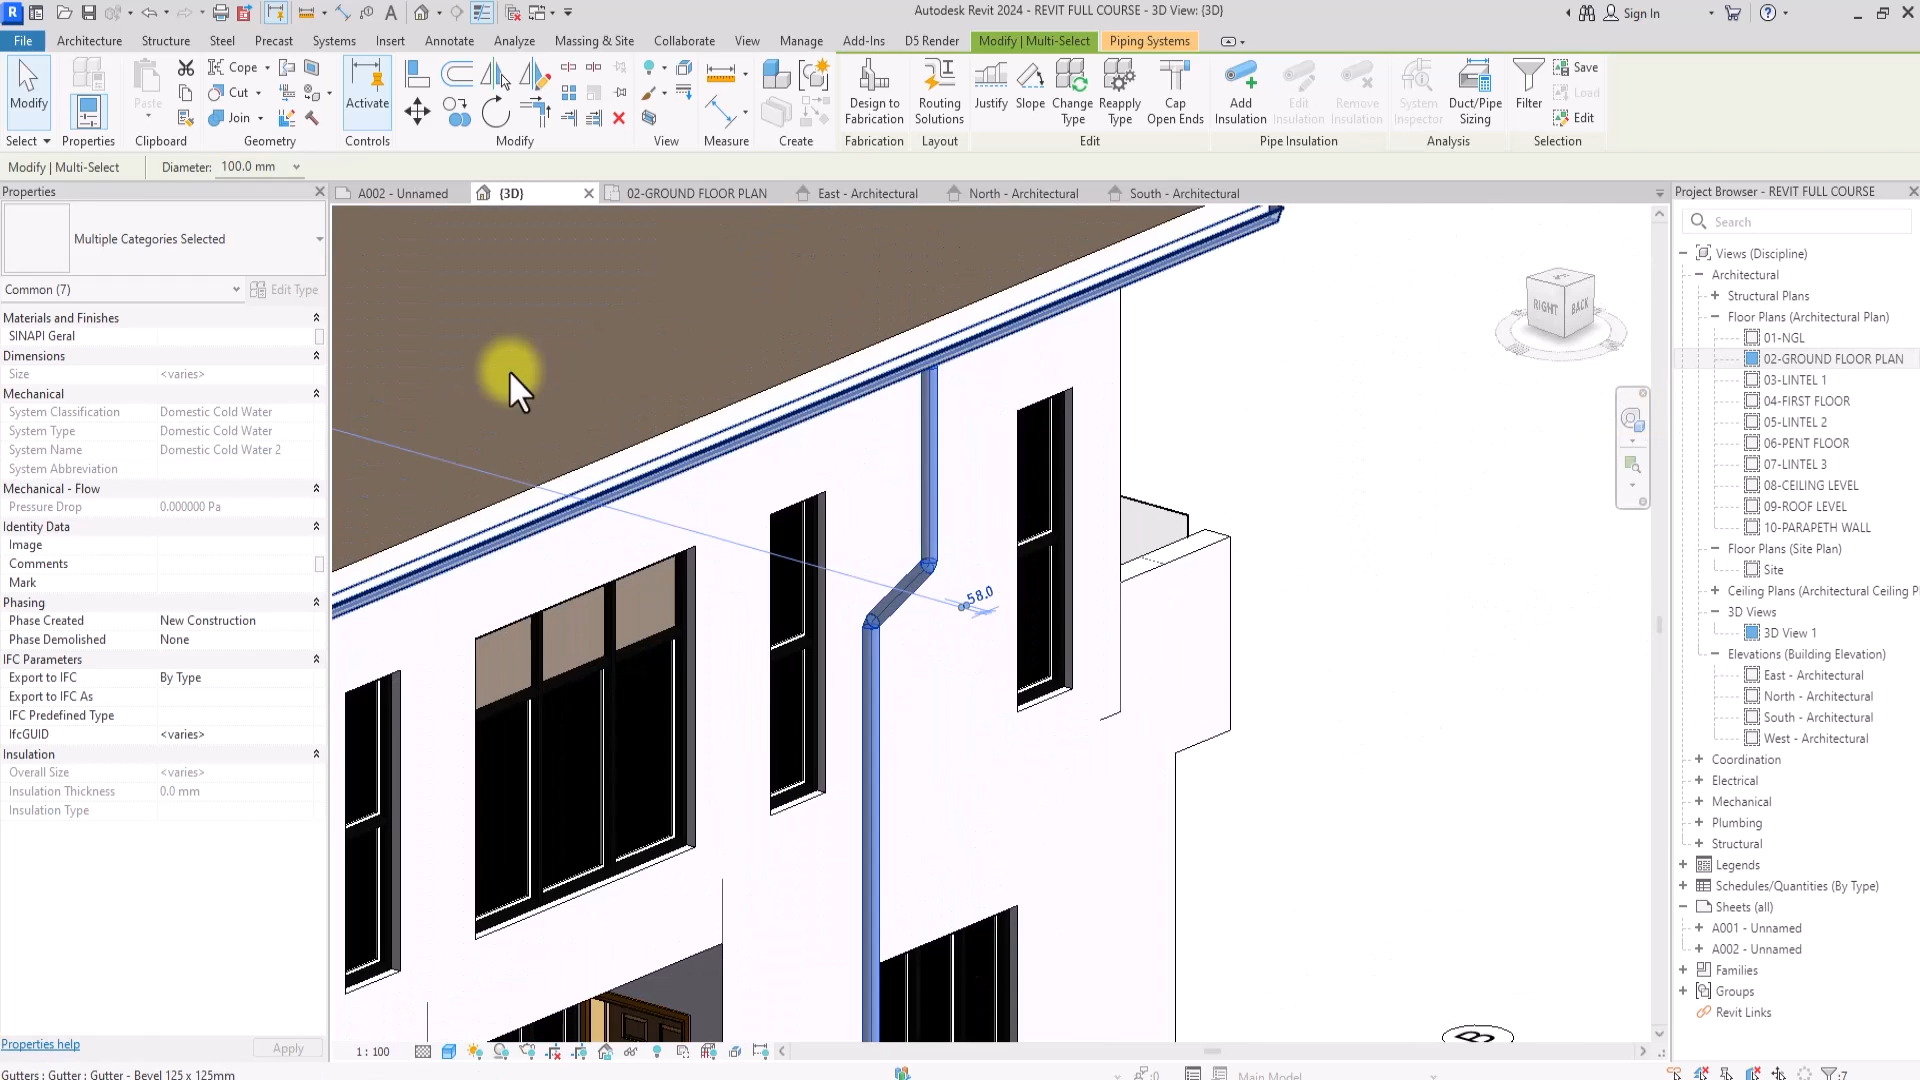 Autodesk Revit 2024 - REVIT FULL COURSE - 3D View: {3D}
Sign In
File Architecture Structure Steel Precast Systems Insert Annotate Analyze Massing & Site Collaborate View Manage Add-Ins D5 Render Modify | Multi-Select Piping Systems
Modify
Select
Properties
Paste
Clipboard
Cope
Cut
Join
Geometry
Activate
Controls
Modify
View
Measure
Create
Design to Fabrication
Fabrication
Routing Solutions
Layout
Justify
Slope
Change Type
Reapply Type
Cap Open Ends
Edit
Add Insulation
Edit Insulation
Remove Insulation
Pipe Insulation
System Inspector
Duct/Pipe Sizing
Analysis
Filter
Save
Load
Edit
Selection
Modify | Multi-Select Diameter: 100.0 mm
Properties
Multiple Categories Selected
Common (7) Edit Type
Materials and Finishes
SINAPI Geral
Dimensions
Size <varies>
Mechanical
System Classification Domestic Cold Water
System Type Domestic Cold Water
System Name Domestic Cold Water 2
System Abbreviation
Mechanical - Flow
Pressure Drop 0.000000 Pa
Identity Data
Image
Comments
Mark
Phasing
Phase Created New Construction
Phase Demolished None
IFC Parameters
Export to IFC By Type
Export to IFC As
IFC Predefined Type
IfcGUID <varies>
Insulation
Overall Size <varies>
Insulation Thickness 0.0 mm
Insulation Type
Properties help Apply
Gutters : Gutter : Gutter - Bevel 125 x 125mm
A002 - Unnamed {3D} 02-GROUND FLOOR PLAN East - Architectural North - Architectural South - Architectural
RIGHT BACK
58.0
B
1 : 100
:0
Main Model
:7
Project Browser - REVIT FULL COURSE
Search
Views (Discipline)
Architectural
Structural Plans
Floor Plans (Architectural Plan)
01-NGL
02-GROUND FLOOR PLAN
03-LINTEL 1
04-FIRST FLOOR
05-LINTEL 2
06-PENT FLOOR
07-LINTEL 3
08-CEILING LEVEL
09-ROOF LEVEL
10-PARAPETH WALL
Floor Plans (Site Plan)
Site
Ceiling Plans (Architectural Ceiling P
3D Views
3D View 1
Elevations (Building Elevation)
East - Architectural
North - Architectural
South - Architectural
West - Architectural
Coordination
Electrical
Mechanical
Plumbing
Structural
Legends
Schedules/Quantities (By Type)
Sheets (all)
A001 - Unnamed
A002 - Unnamed
Families
Groups
Revit Links